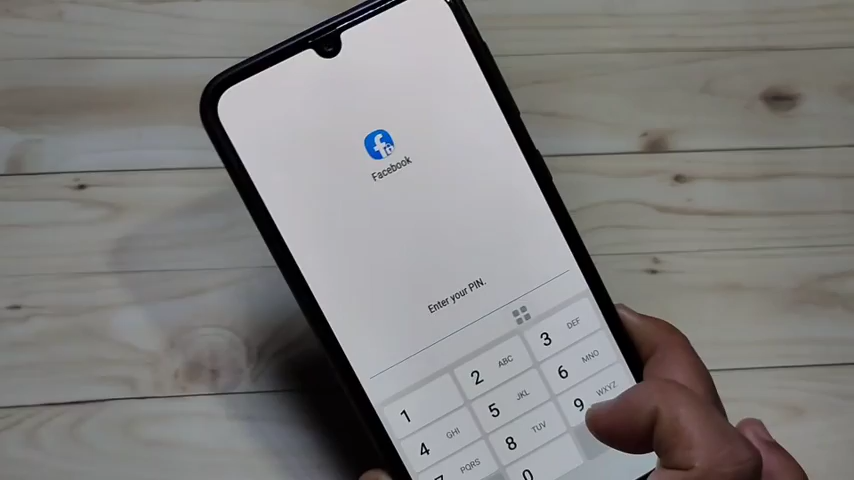 Facebook
Enter your PIN.
1
2 ABC
3 DEF
4 GHI
5 JKL
6 MNO
7 PQRS
8 TUV
9 WXYZ
0